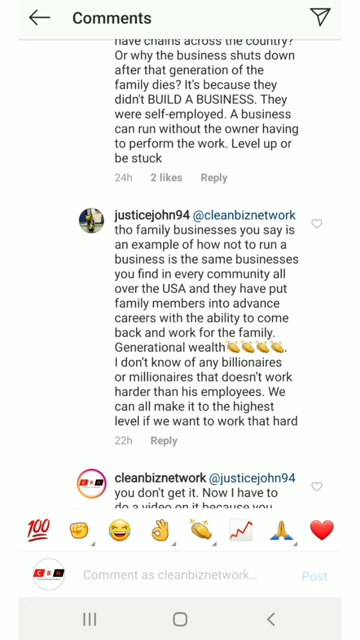 Comments
have chains across the country?
Or why the business shuts down
after that generation of the
family dies? It's because they
didn't BUILD A BUSINESS. They
were self-employed. A business
can run without the owner having
to perform the work. Level up or
be stuck
24h 2 likes Reply
justicejohn94 @cleanbiznetwork
tho family businesses you say is
an example of how not to run a
business is the same businesses
you find in every community all
over the USA and they have put
family members into advance
careers with the ability to come
back and work for the family.
Generational wealth👏👏👏👏.
I don't know of any billionaires
or millionaires that doesn't work
harder than his employees. We
can all make it to the highest
level if we want to work that hard
22h Reply
cleanbiznetwork @justicejohn94
you don't get it. Now I have to
do a video on it because you
Comment as cleanbiznetwork... Post